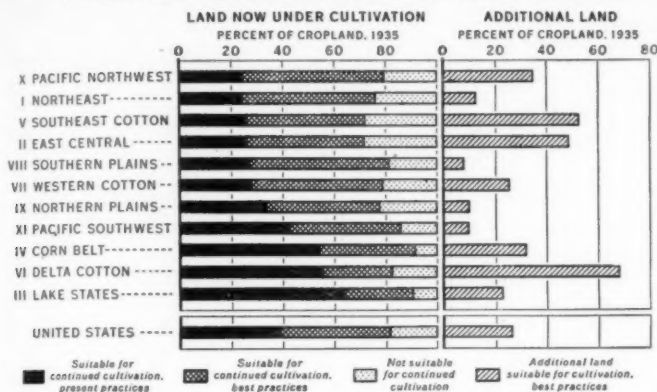 LAND NOW UNDER CULTIVATION
PERCENT OF CROPLAND, 1935
0 20 40 60 80 100
ADDITIONAL LAND
PERCENT OF CROPLAND, 1935
0 20 40 60 80
X PACIFIC NORTHWEST
I NORTHEAST
V SOUTHEAST COTTON
II EAST CENTRAL
VIII SOUTHERN PLAINS
VII WESTERN COTTON
IX NORTHERN PLAINS
XI PACIFIC SOUTHWEST
IV CORN BELT
VI DELTA COTTON
III LAKE STATES
UNITED STATES
Suitable for
continued cultivation,
present practices
Suitable for
continued cultivation,
best practices
Not suitable
for continued
cultivation
Additional land
suitable for cultivation,
best practices